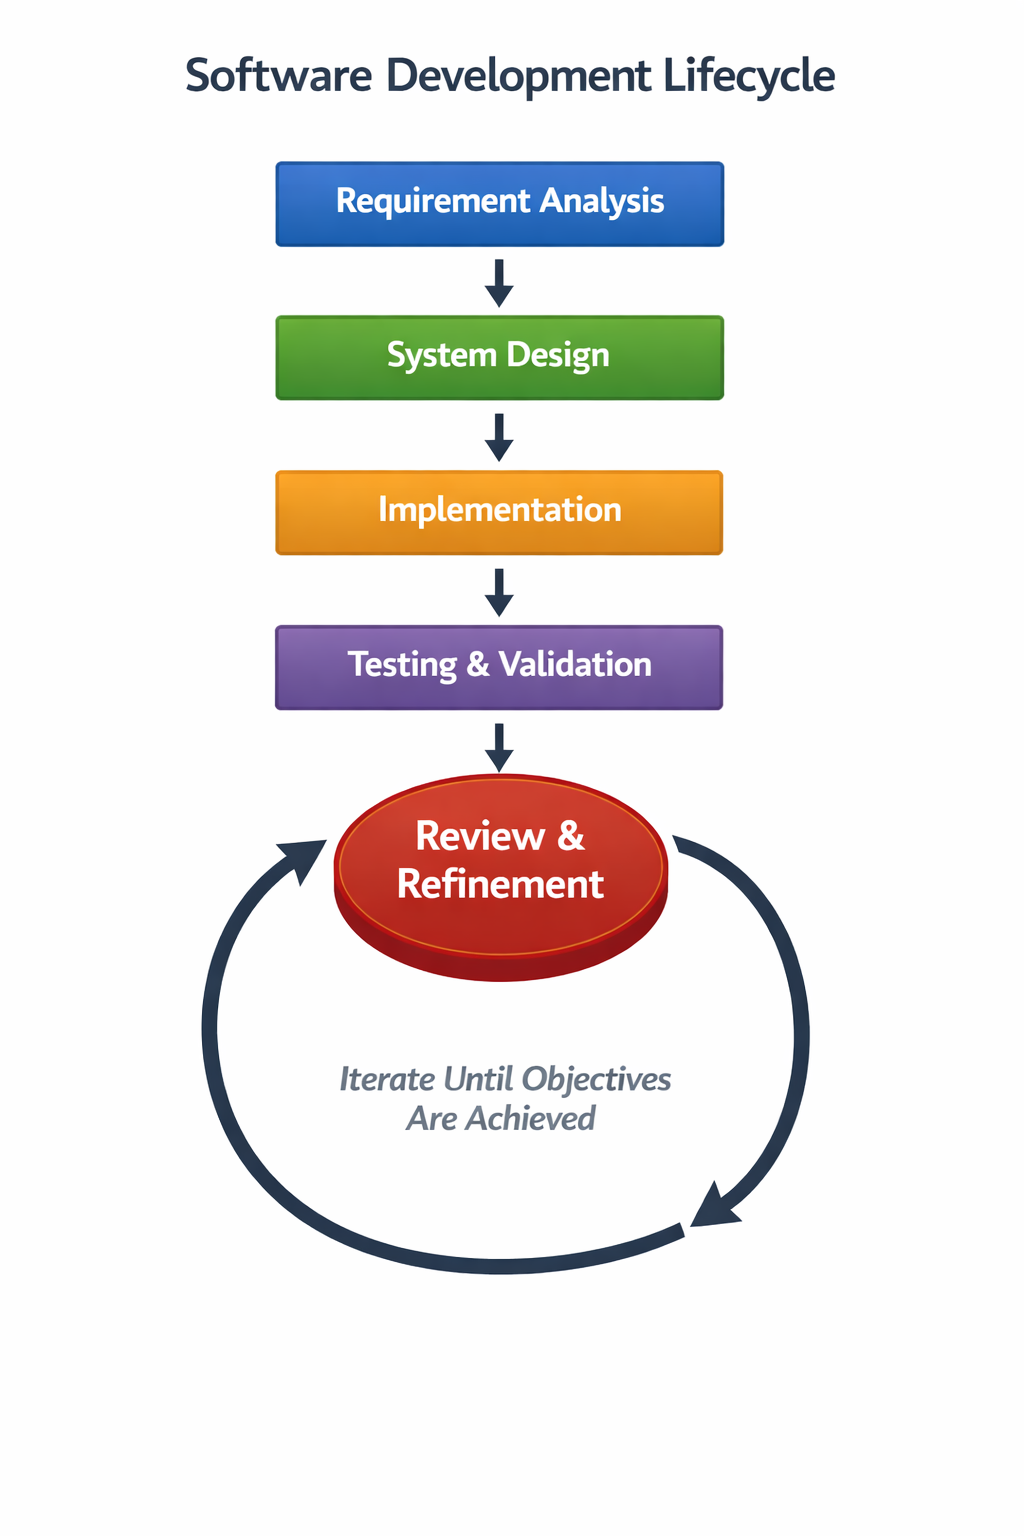 Software Development Lifecycle
Requirement Analysis
System Design
Implementation
Testing & Validation
Review &
Refinement
Iterate Until Objectives
Are Achieved